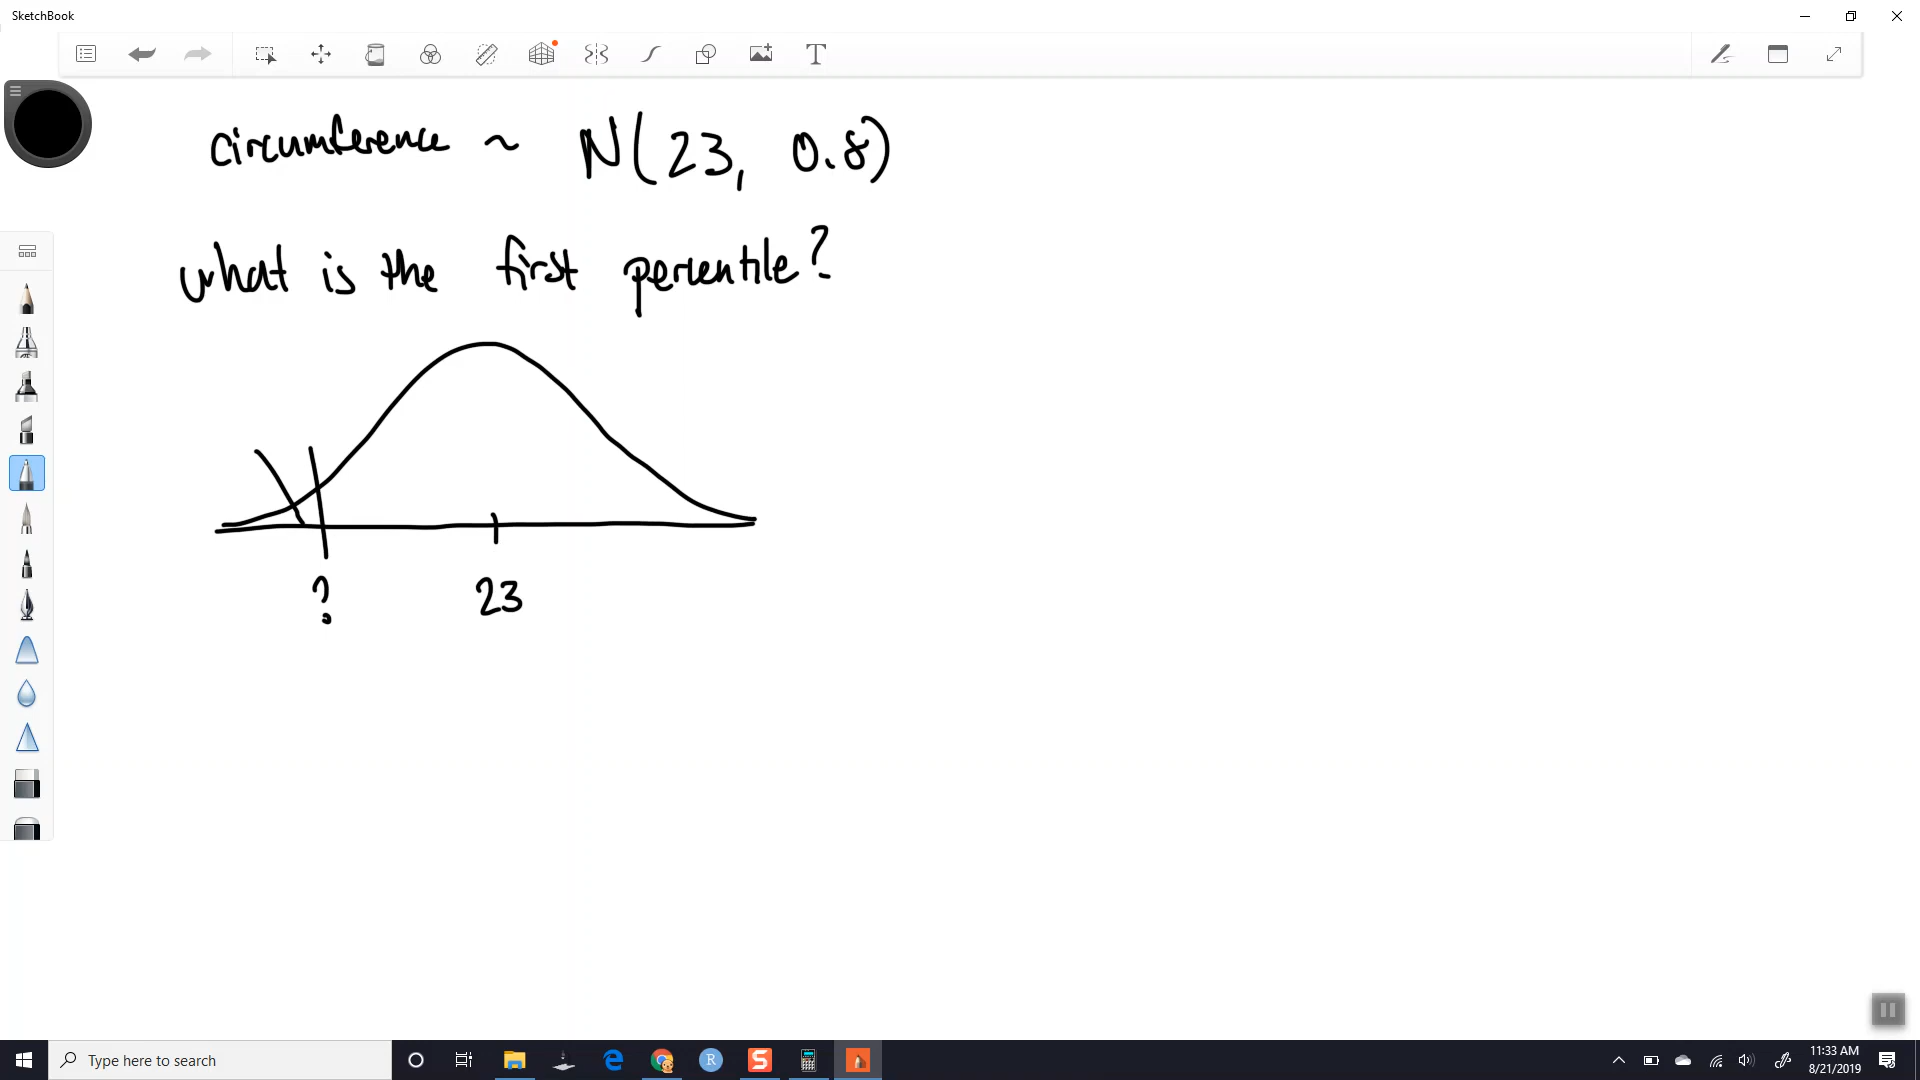 SketchBook
T
circumference ~ N(23, 0.8)
what is the first percentile?
? 23
Type here to search
R
S
11:33 AM
8/21/2019